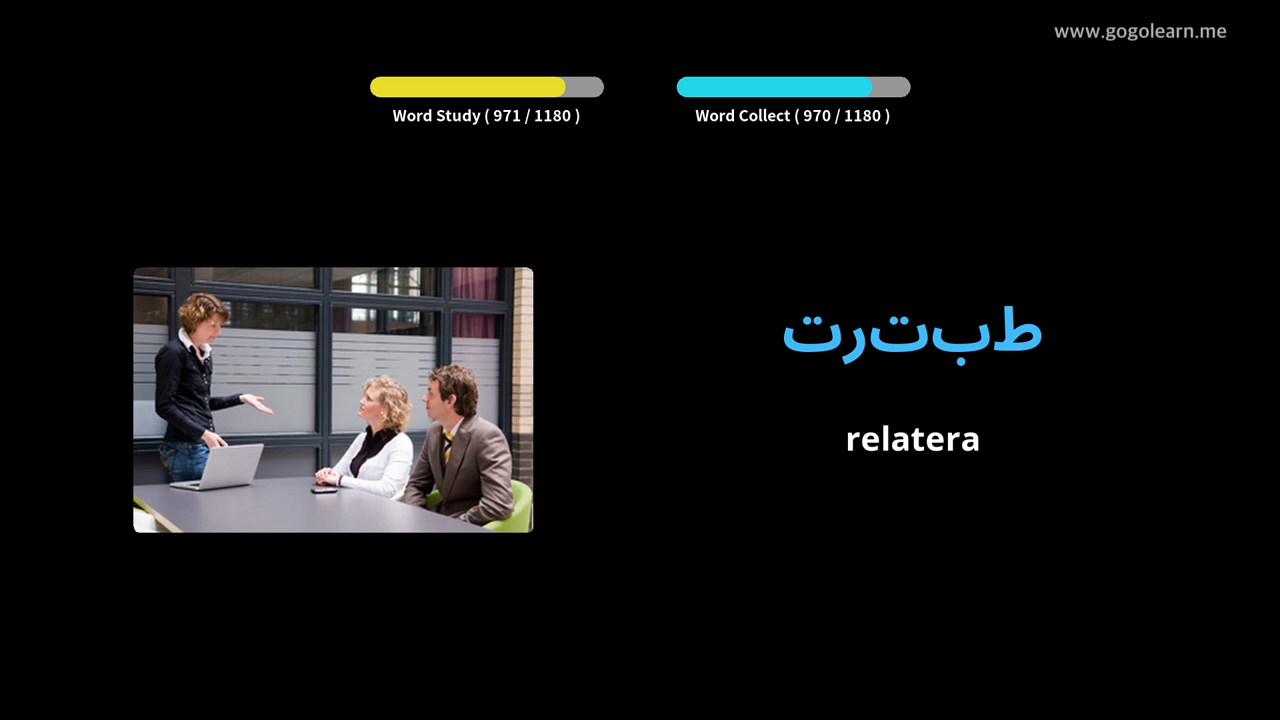 www.gogolearn.me
Word Study ( 971 / 1180 )
Word Collect ( 970 / 1180 )
طبترت
relatera